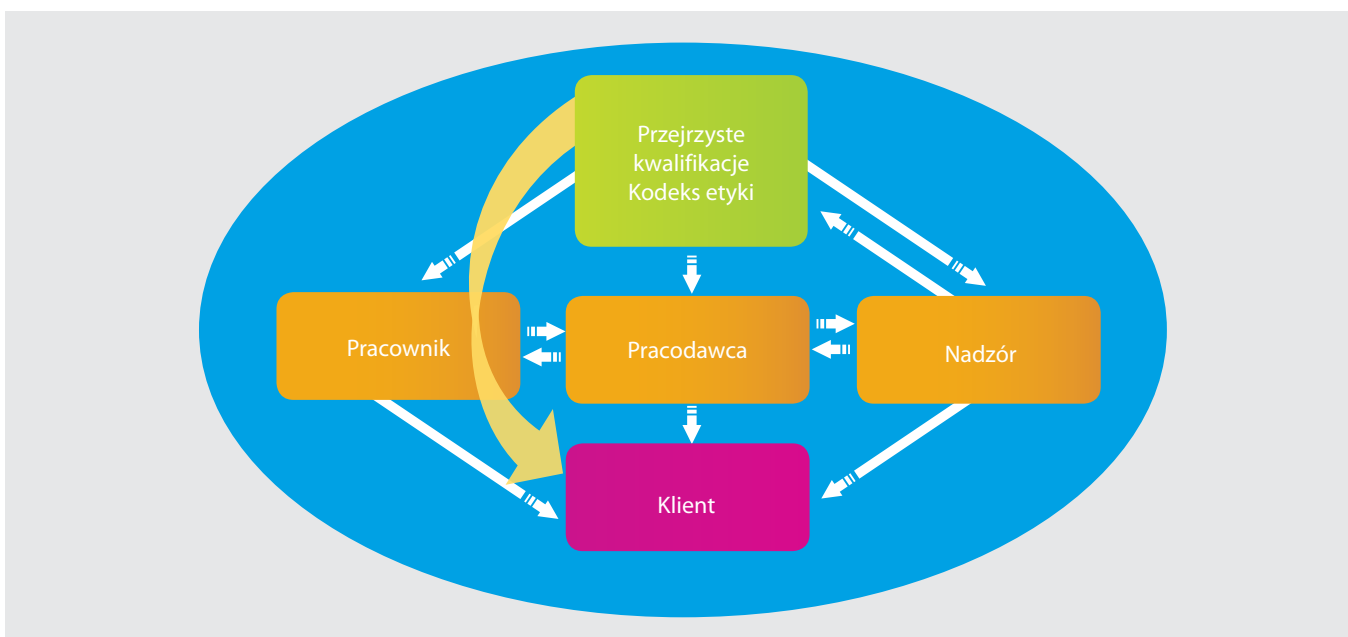 Przejrzyste
kwalifikacje
Kodeks etyki
Pracownik
Pracodawca
Nadzór
Klient